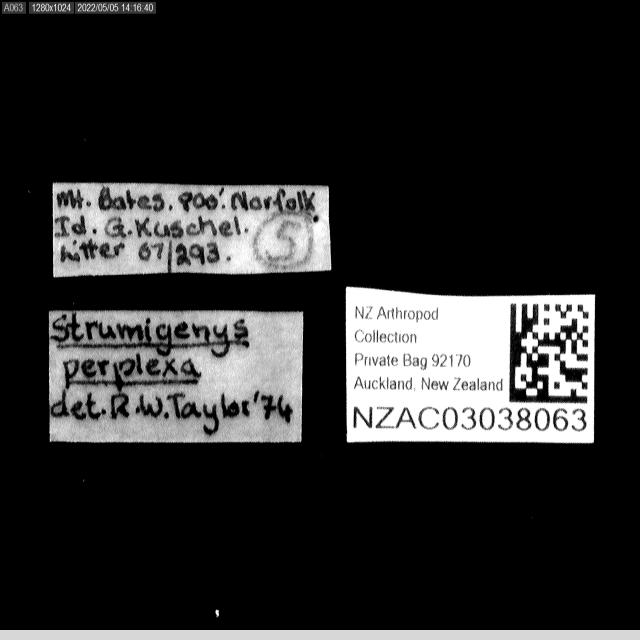 A063 1280x1024 2022/05/05 14:16:40
Mt. Bates. 900'. Norfolk
Id. G. Kuschel.
Litter 67/293. 5
Strumigenys
perplexa
det. R.W. Taylor '74
NZ Arthropod
Collection
Private Bag 92170
Auckland, New Zealand
NZAC03038063